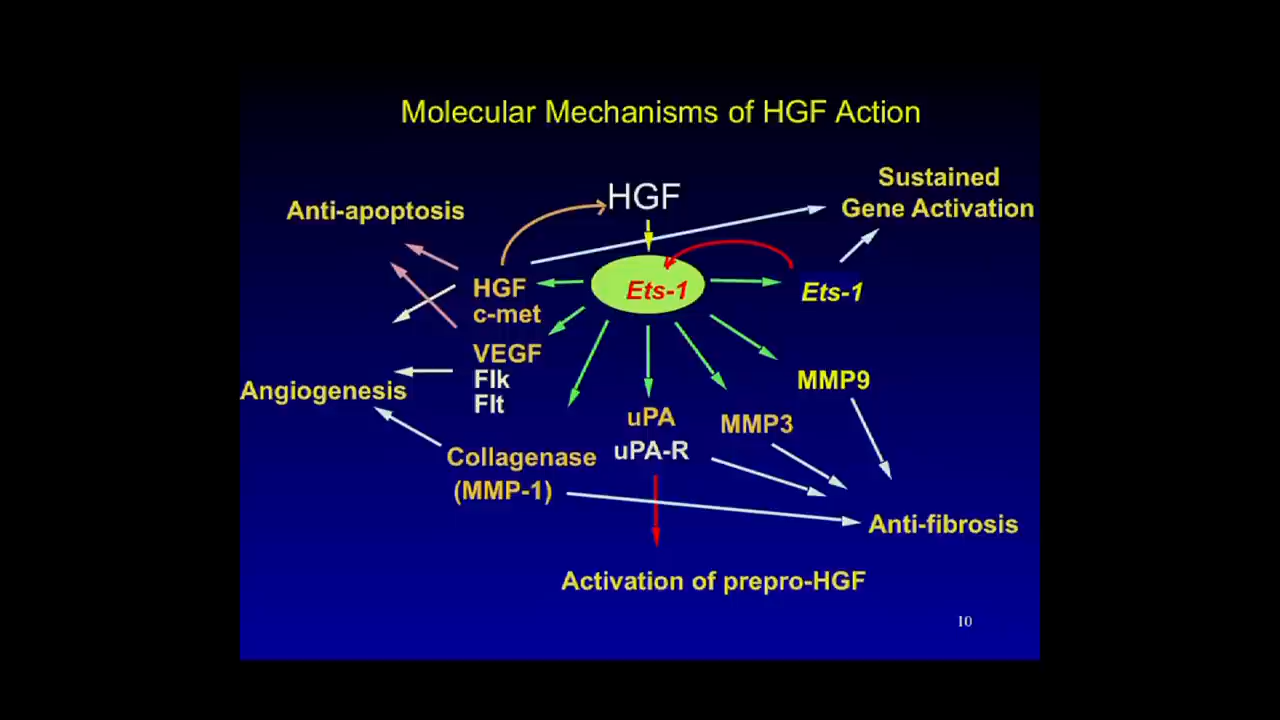 Molecular Mechanisms of HGF Action
Sustained
Gene Activation
HGF
Anti-apoptosis
Ets-1
Ets-1
HGF
c-met
VEGF
Flk
Flt
Angiogenesis
MMP9
uPA
uPA-R
MMP3
Collagenase
(MMP-1)
Anti-fibrosis
Activation of prepro-HGF
10